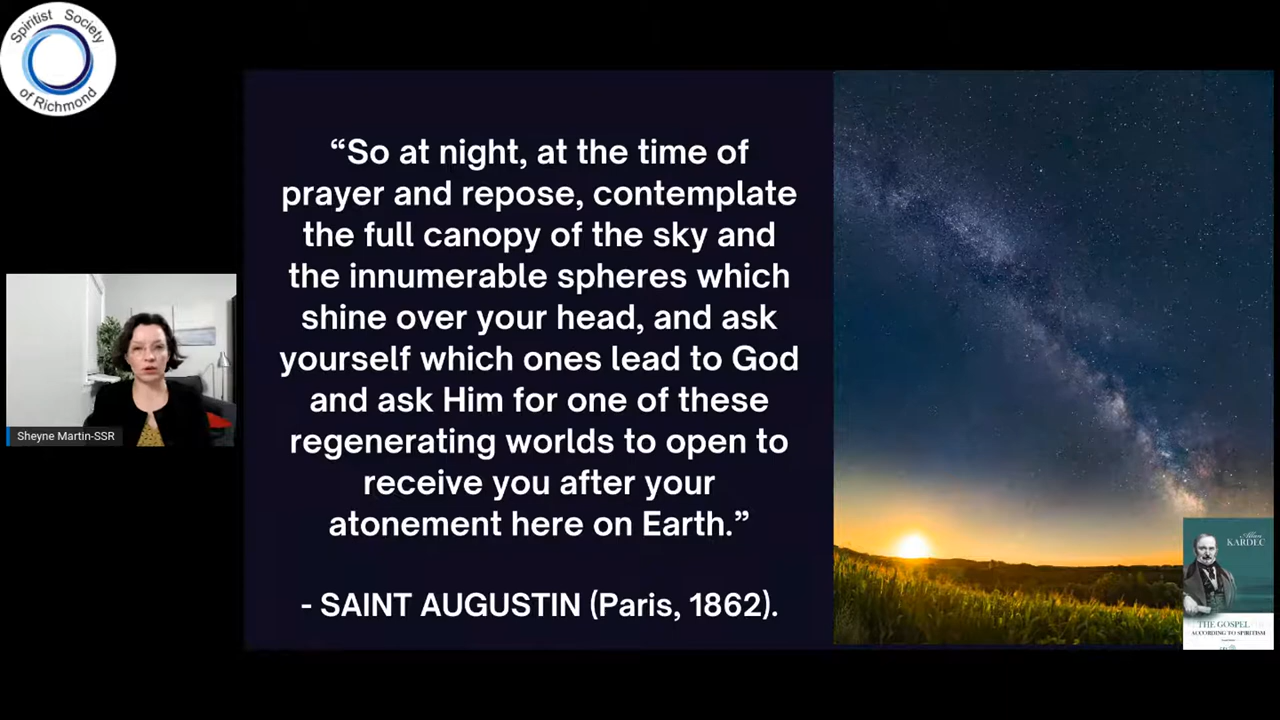 Spiritist Society
of Richmond
“So at night, at the time of
prayer and repose, contemplate
the full canopy of the sky and
the innumerable spheres which
shine over your head, and ask
yourself which ones lead to God
and ask Him for one of these
regenerating worlds to open to
receive you after your
atonement here on Earth.”
- SAINT AUGUSTIN (Paris, 1862).
Sheyne Martin-SSR
Allan
KARDEC
THE GOSPEL
ACCORDING TO SPIRITISM